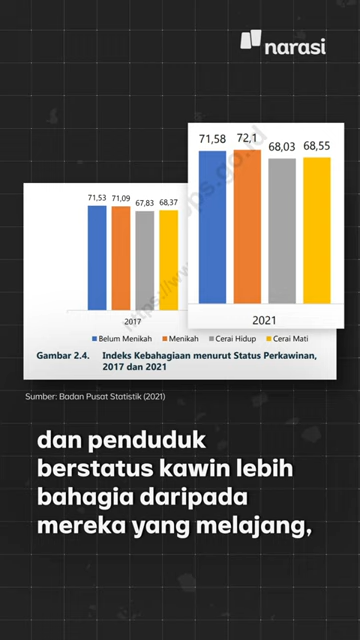 narasi
71,58
72,1
68,03
68,55
2021
71,53
71,09
67,83
68,37
2017
Belum Menikah
Menikah
Cerai Hidup
Cerai Mati
Gambar 2.4. Indeks Kebahagiaan menurut Status Perkawinan,
2017 dan 2021
Sumber: Badan Pusat Statistik (2021)
dan penduduk
berstatus kawin lebih
bahagia daripada
mereka yang melajang,